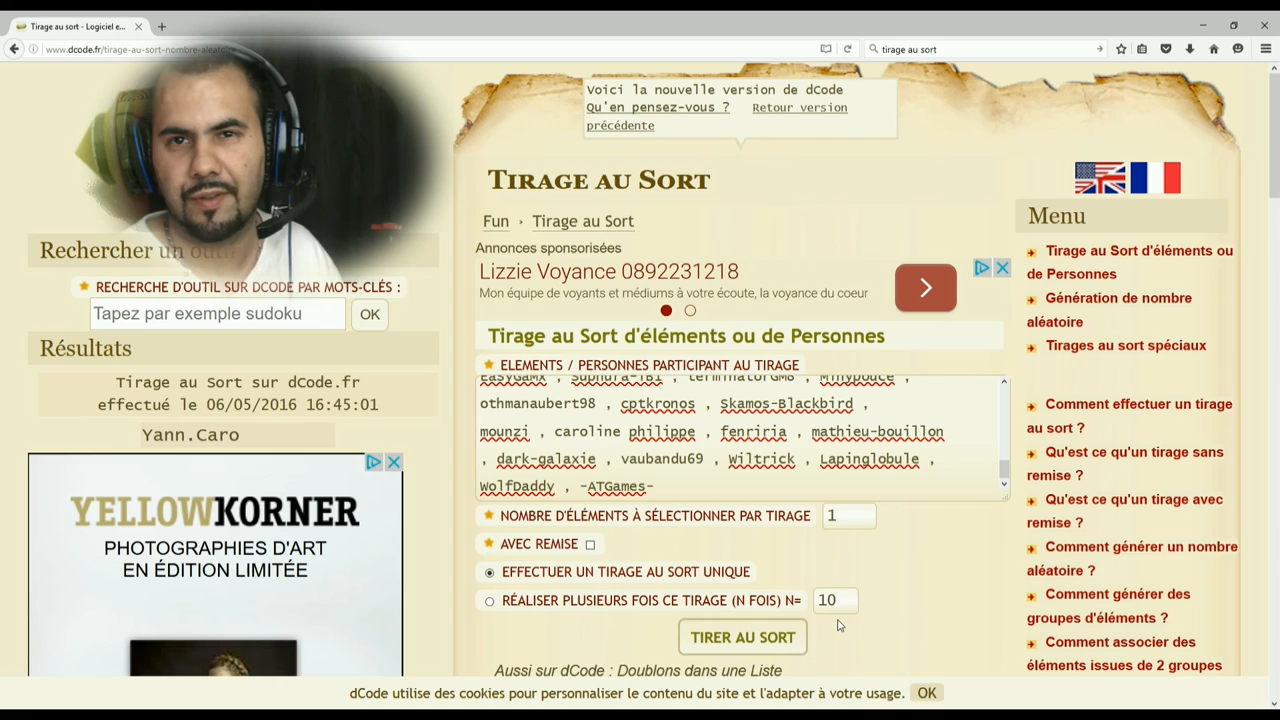 Tirage au sort - Logiciel e...
www.dcode.fr/tirage-au-sort-nombre-aleatoire
tirage au sort
Voici la nouvelle version de dCode
Qu'en pensez-vous ? Retour version
précédente
TIRAGE AU SORT
Fun › Tirage au Sort
Annonces sponsorisées
Lizzie Voyance 0892231218
Mon équipe de voyants et médiums à votre écoute, la voyance du coeur
Rechercher un outil
RECHERCHE D'OUTIL SUR DCODE PAR MOTS-CLÉS :
Tapez par exemple sudoku
OK
Résultats
Tirage au Sort sur dCode.fr
effectué le 06/05/2016 16:45:01
Yann.Caro
YELLOWKORNER
PHOTOGRAPHIES D'ART
EN ÉDITION LIMITÉE
Tirage au Sort d'éléments ou de Personnes
ELEMENTS / PERSONNES PARTICIPANT AU TIRAGE
EasyGaMx , Suphura-TBI , terminatorGM8 , Minypouce ,
othmanaubert98 , cptkronos , Skamos-Blackbird ,
mounzi , caroline philippe , fenriria , mathieu-bouillon
, dark-galaxie , vaubandu69 , Wiltrick , Lapinglobule ,
WolfDaddy , -ATGames-
NOMBRE D'ÉLÉMENTS À SÉLECTIONNER PAR TIRAGE 1
AVEC REMISE
EFFECTUER UN TIRAGE AU SORT UNIQUE
RÉALISER PLUSIEURS FOIS CE TIRAGE (N FOIS) N= 10
TIRER AU SORT
Aussi sur dCode : Doublons dans une Liste
Menu
Tirage au Sort d'éléments ou
de Personnes
Génération de nombre
aléatoire
Tirages au sort spéciaux
Comment effectuer un tirage
au sort ?
Qu'est ce qu'un tirage sans
remise ?
Qu'est ce qu'un tirage avec
remise ?
Comment générer un nombre
aléatoire ?
Comment générer des
groupes d'éléments ?
Comment associer des
éléments issues de 2 groupes
dCode utilise des cookies pour personnaliser le contenu du site et l'adapter à votre usage. OK